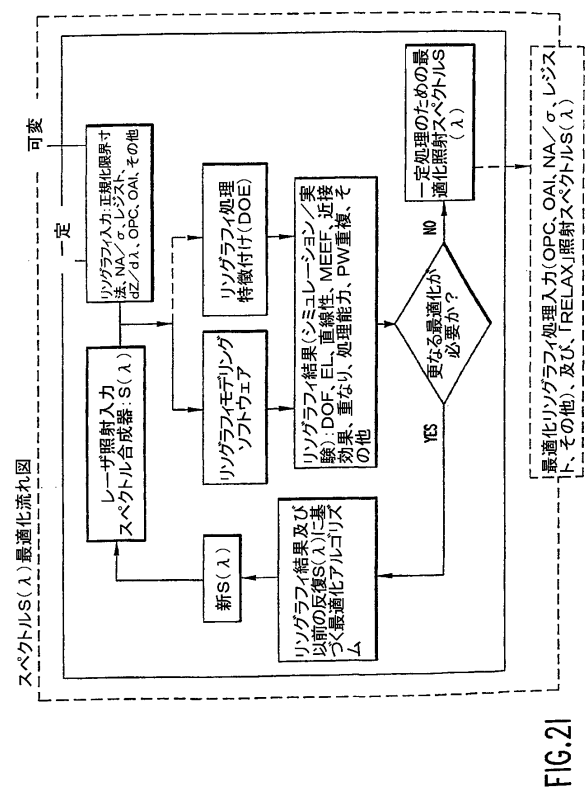 スペクトルS(λ)最適化流れ図
一定
可変
レーザ照射入力
スペクトル合成器:S(λ)
リソグラフィ入力:正規化限界寸
法、NA/σ、レジスト、
dZ/dλ、OPC、OAI、その他
新S(λ)
リソグラフィモデリング
ソフトウェア
リソグラフィ処理
特徴付け(DOE)
リソグラフィ結果及び
以前の反復S(λ)に基
づく最適化アルゴリズ
ム
リソグラフィ結果(シミュレーション/実
験):DOF、EL、直線性、MEEF、近接
効果、重なり、処理能力、PW重複、そ
の他
YES
更なる最適化が
必要か?
NO
一定処理のための最
適化照射スペクトルS
(λ)
最適化リソグラフィ処理入力(OPC、OAI、NA/σ、レジス
ト、その他)、及び、「RELAX」照射スペクトルS(λ)
FIG.21